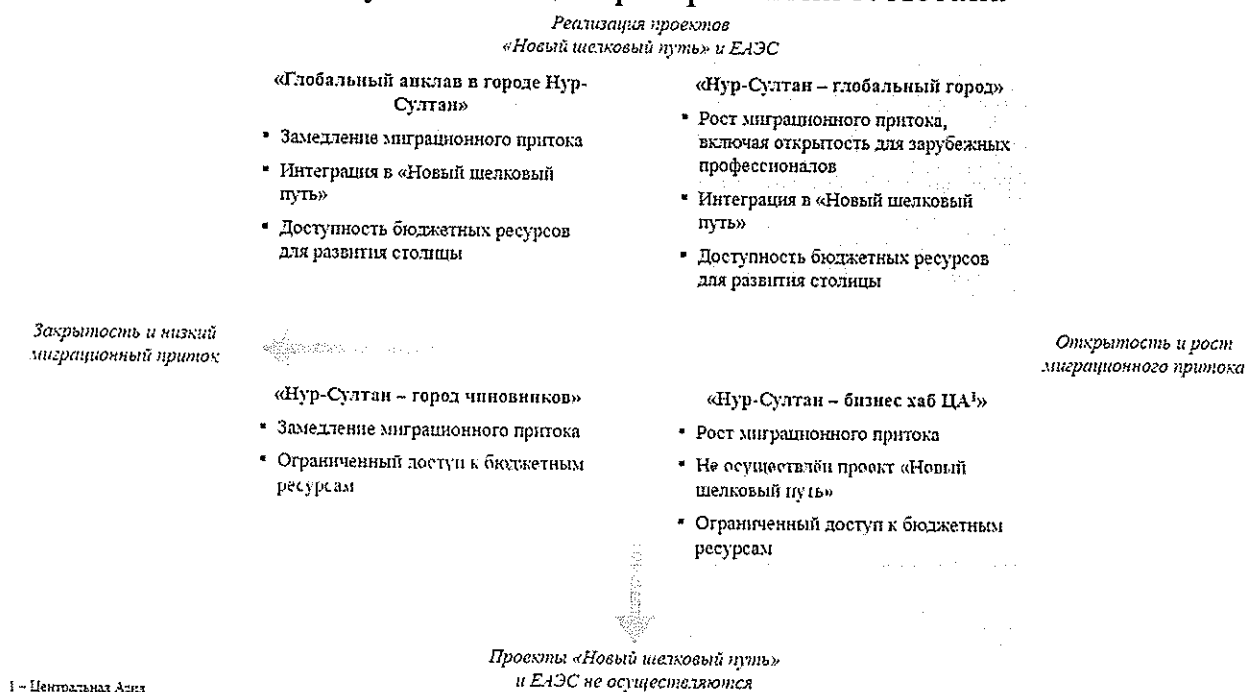 Реализация проектов
«Новый шелковый путь» и ЕАЭС
«Глобальный анклав в городе Нур-
Султан»
▪ Замедление миграционного притока
▪ Интеграция в «Новый шелковый
путь»
▪ Доступность бюджетных ресурсов
для развития столицы
«Нур-Султан – глобальный город»
▪ Рост миграционного притока,
включая открытость для зарубежных
профессионалов
▪ Интеграция в «Новый шелковый
путь»
▪ Доступность бюджетных ресурсов
для развития столицы
Закрытость и низкий
миграционный приток
Открытость и рост
миграционного притока
«Нур-Султан – город чиновников»
▪ Замедление миграционного притока
▪ Ограниченный доступ к бюджетным
ресурсам
«Нур-Султан – бизнес хаб ЦА¹»
▪ Рост миграционного притока
▪ Не осуществлён проект «Новый
шелковый путь»
▪ Ограниченный доступ к бюджетным
ресурсам
Проекты «Новый шелковый путь»
и ЕАЭС не осуществляются
1 – Центральная Азия